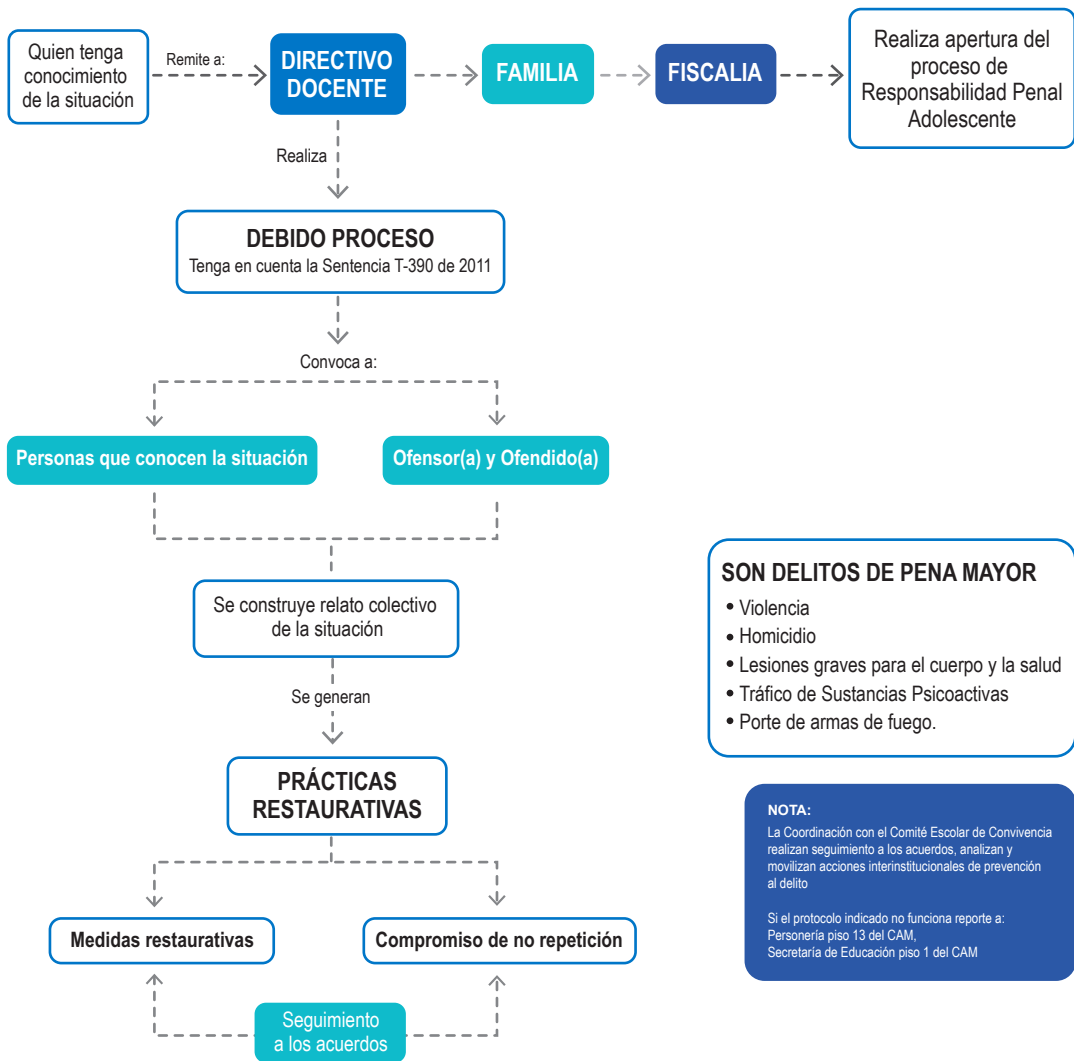 Quien tenga
conocimiento
de la situación
Remite a:
DIRECTIVO
DOCENTE
FAMILIA
FISCALIA
Realiza apertura del
proceso de
Responsabilidad Penal
Adolescente
Realiza
DEBIDO PROCESO
Tenga en cuenta la Sentencia T-390 de 2011
Convoca a:
Personas que conocen la situación
Ofensor(a) y Ofendido(a)
Se construye relato colectivo
de la situación
Se generan
PRÁCTICAS
RESTAURATIVAS
Medidas restaurativas
Compromiso de no repetición
Seguimiento
a los acuerdos
SON DELITOS DE PENA MAYOR
• Violencia
• Homicidio
• Lesiones graves para el cuerpo y la salud
• Tráfico de Sustancias Psicoactivas
• Porte de armas de fuego.
NOTA:
La Coordinación con el Comité Escolar de Convivencia
realizan seguimiento a los acuerdos, analizan y
movilizan acciones interinstitucionales de prevención
al delito
Si el protocolo indicado no funciona reporte a:
Personería piso 13 del CAM,
Secretaría de Educación piso 1 del CAM